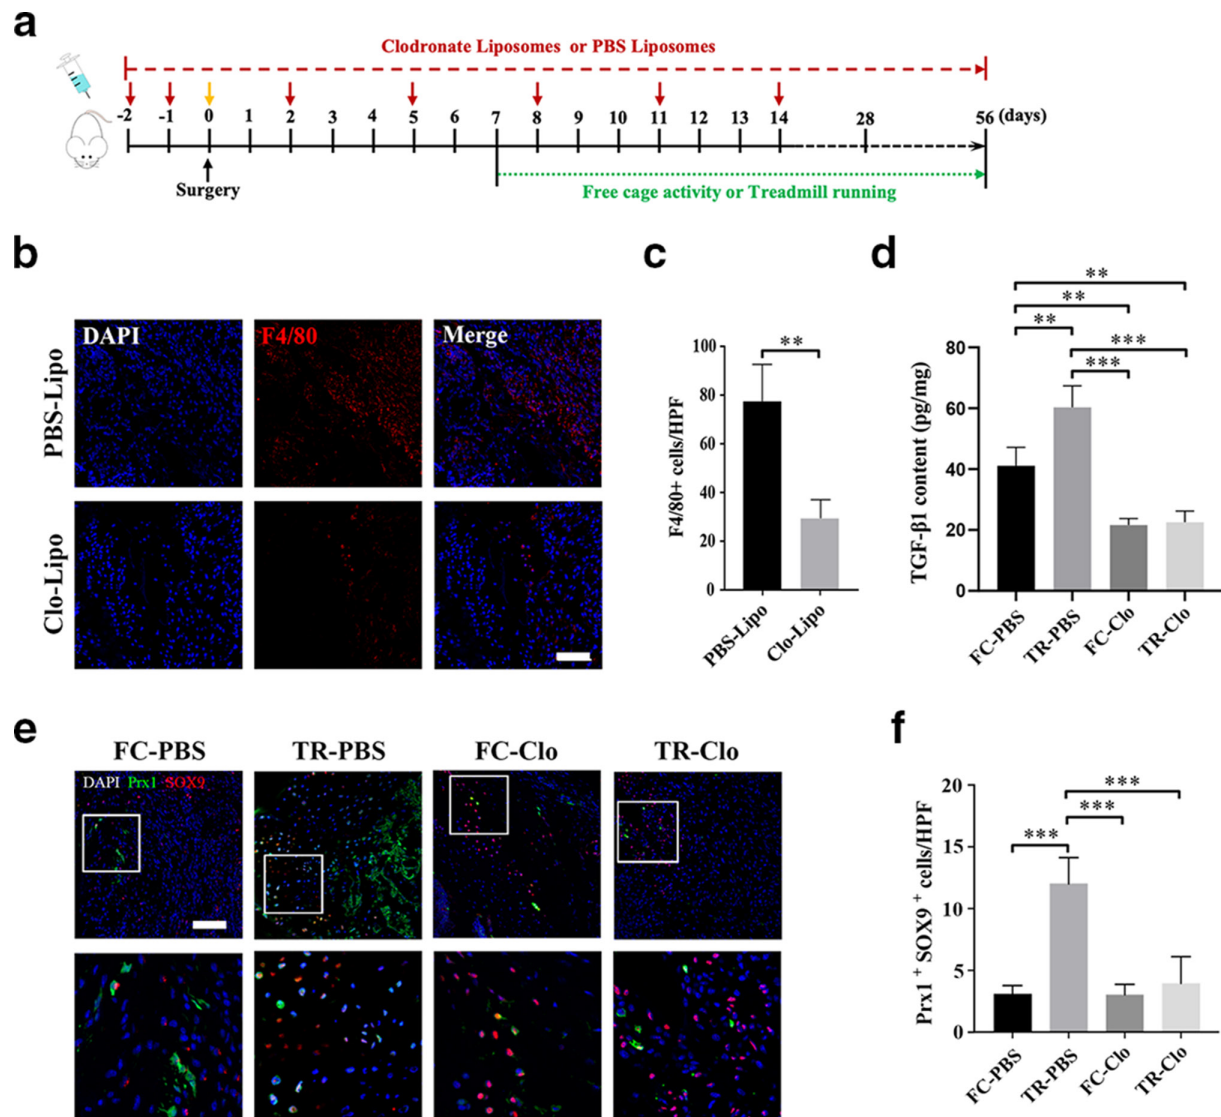 a
Clodronate Liposomes or PBS Liposomes
-2 -1 0 1 2 3 4 5 6 7 8 9 10 11 12 13 14 28 56 (days)
Surgery
Free cage activity or Treadmill running
b
DAPI F4/80 Merge
PBS-Lipo
Clo-Lipo
c
**
100
80
60
40
20
0
F4/80+ cells/HPF
PBS-Lipo Clo-Lipo
d
**
**
** ***
***
80
60
40
20
0
TGF-β1 content (pg/mg)
FC-PBS TR-PBS FC-Clo TR-Clo
e
FC-PBS TR-PBS FC-Clo TR-Clo
DAPI Prx1 SOX9
f
***
***
***
20
15
10
5
0
Prx1 + SOX9 + cells/HPF
FC-PBS TR-PBS FC-Clo TR-Clo